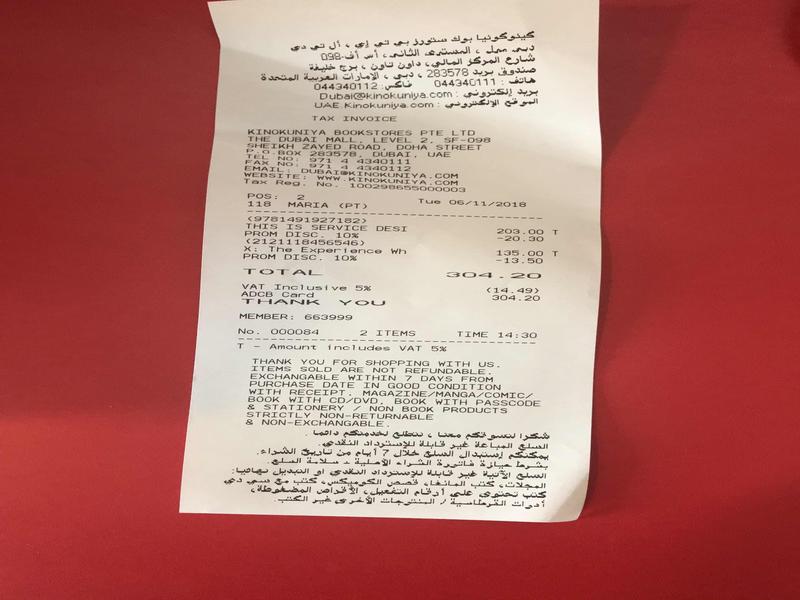 كينوكونيا بوك ستورز بي تي إي ، أل تي دي
دبي مول ، المستوى الثاني، أس أف-098
شارع المركز المالي، داون تاون ، برج خليفة
صندوق بريد 283578 ، دبي ، الإمارات العربية المتحدة
هاتف : 044340111 فاكس: 044340112
بريد إلكتروني : Dubai@kinokuniya.com
الموقع الإلكتروني: UAE.Kinokuniya.com
TAX INVOICE
KINOKUNIYA BOOKSTORES PTE LTD
THE DUBAI MALL, LEVEL 2, SF-098
SHEIKH ZAYED ROAD, DOHA STREET
P.O.BOX 283578, DUBAI, UAE
TEL NO: 971 4 4340111
FAX NO: 971 4 4340112
EMAIL: DUBAI@KINOKUNIYA.COM
WEBSITE: WWW.KINOKUNIYA.COM
Tax Reg. No. 100298655000003
POS: 2
118 MARIA (PT) Tue 06/11/2018
(9781491927182)
THIS IS SERVICE DESI 203.00 T
PROM DISC. 10% -20.30
(2121118456546)
X: The Experience Wh 135.00 T
PROM DISC. 10% -13.50
TOTAL 304.20
VAT Inclusive 5% (14.49)
ADCB Card 304.20
THANK YOU
MEMBER: 663999
No. 000084 2 ITEMS TIME 14:30
T - Amount includes VAT 5%
THANK YOU FOR SHOPPING WITH US.
ITEMS SOLD ARE NOT REFUNDABLE.
EXCHANGABLE WITHIN 7 DAYS FROM
PURCHASE DATE IN GOOD CONDITION
WITH RECEIPT. MAGAZINE/MANGA/COMIC/
BOOK WITH CD/DVD, BOOK WITH PASSCODE
& STATIONERY / NON BOOK PRODUCTS
STRICTLY NON-RETURNABLE
& NON-EXCHANGABLE.
شكرا لتسوقكم معنا ، نتطلع لخدمتكم دائما .
السلع المباعة غير قابلة للإسترداد النقدي.
يمكنكم إستبدال السلع خلال 7 أيام من تاريخ الشراء.
بشرط حيازة فاتورة الشراء الأصلية ، سلامة السلع.
السلع الآتية غير قابلة للإسترداد النقدي او التبديل نهائيا:
المجلات، كتب المانغا، قصص الكوميكس، كتب مع سي دي
كتب تحتوي على أرقام التفعيل، الأقراص المضغوطة،
أدوات القرطاسية / المنتوجات الأخرى غير الكتب.